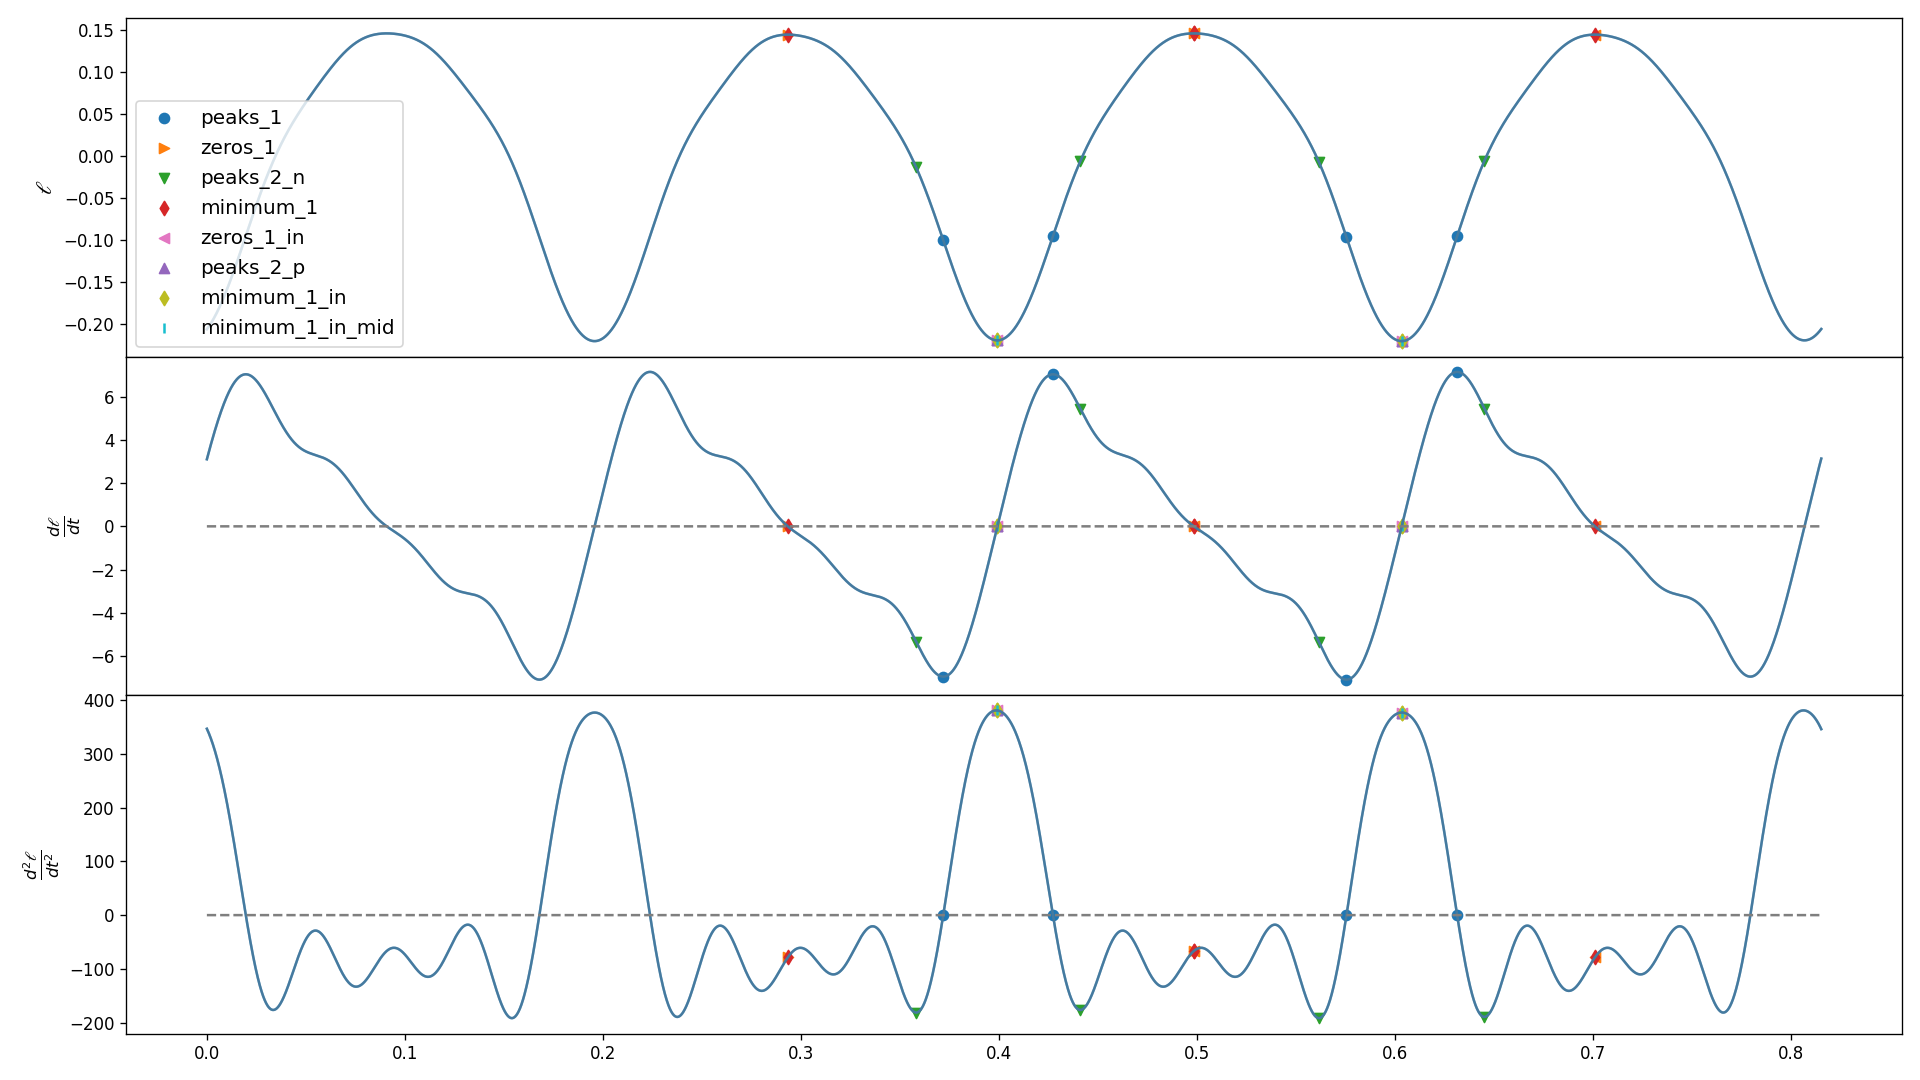 0.15
0.10
0.05
0.00
−0.05
−0.10
−0.15
−0.20
ℓ
peaks_1
zeros_1
peaks_2_n
minimum_1
zeros_1_in
peaks_2_p
minimum_1_in
minimum_1_in_mid
6
4
2
0
−2
−4
−6
dℓ
dt
400
300
200
100
0
−100
−200
d²ℓ
dt²
0.0 0.1 0.2 0.3 0.4 0.5 0.6 0.7 0.8